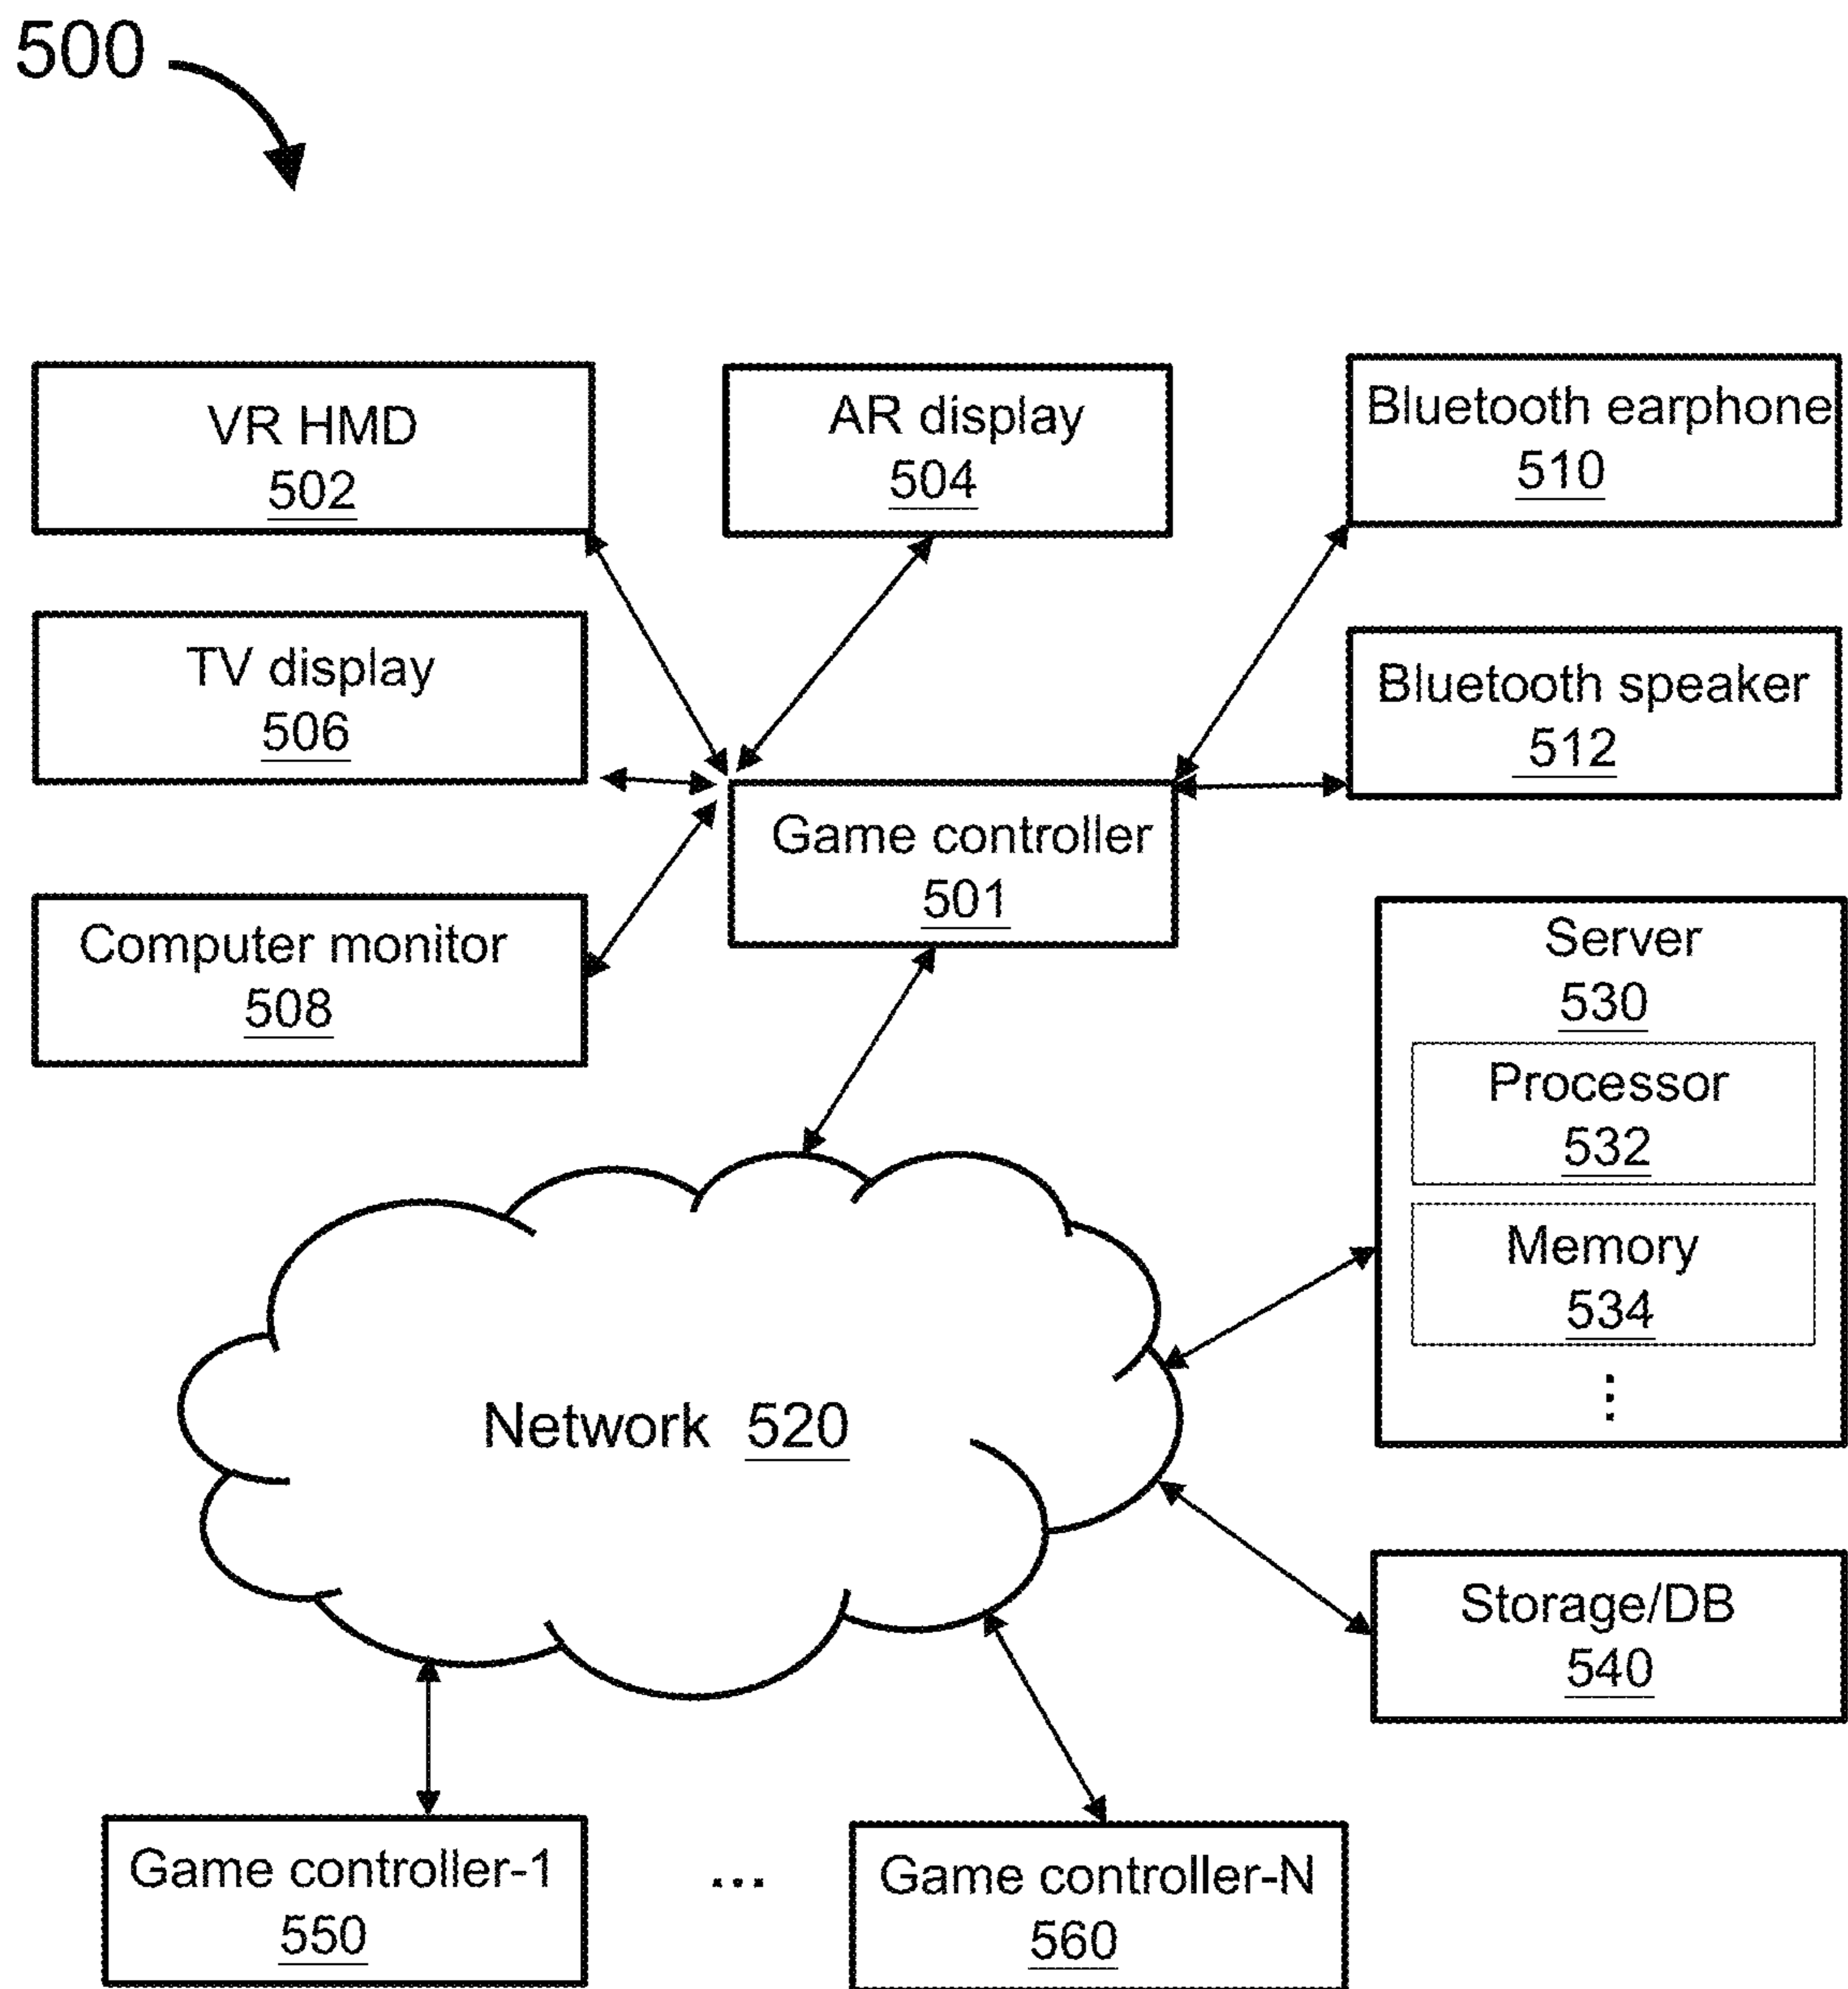 500
VR HMD
502
AR display
504
Bluetooth earphone
510
TV display
506
Bluetooth speaker
512
Game controller
501
Computer monitor
508
Server
530
Processor
532
Memory
534
⋮
Network 520
Storage/DB
540
Game controller-1
550
...
Game controller-N
560